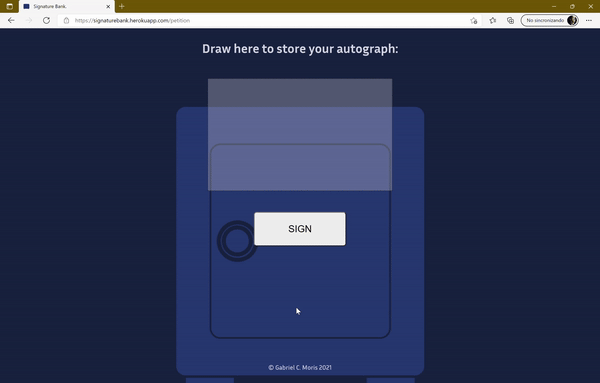 Signature Bank.
https://signaturebank.herokuapp.com/petition
No sincronizando
Draw here to store your autograph:
SIGN
© Gabriel C. Moris 2021